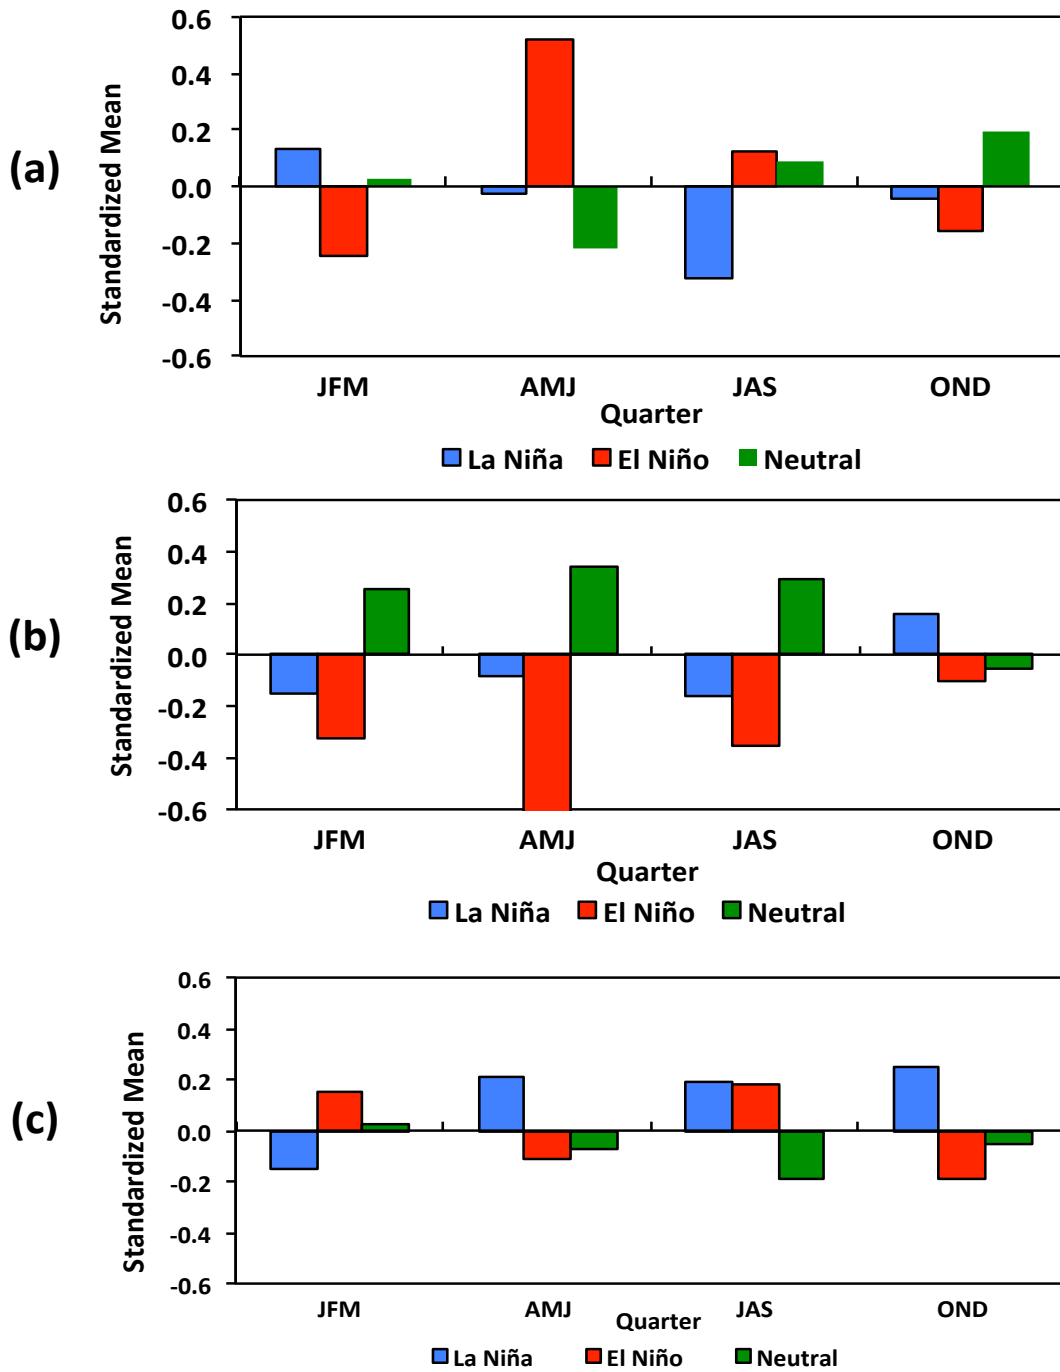 (a)
Standardized Mean
0.6
0.4
0.2
0.0
-0.2
-0.4
-0.6
JFM AMJ JAS OND
Quarter
La Niña El Niño Neutral
(b)
Standardized Mean
0.6
0.4
0.2
0.0
-0.2
-0.4
-0.6
JFM AMJ JAS OND
Quarter
La Niña El Niño Neutral
(c)
Standardized Mean
0.6
0.4
0.2
0.0
-0.2
-0.4
-0.6
JFM AMJ JAS OND
Quarter
La Niña El Niño Neutral